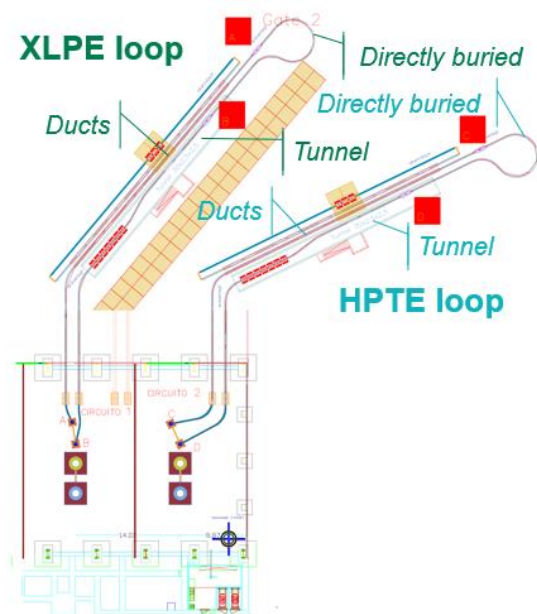 Gate 2
XLPE loop
A
Directly buried
Directly buried
Ducts
B
C
Tunnel
Ducts
D
Tunnel
HPTE loop
CIRCUITO 1
CIRCUITO 2
A
B
C
D